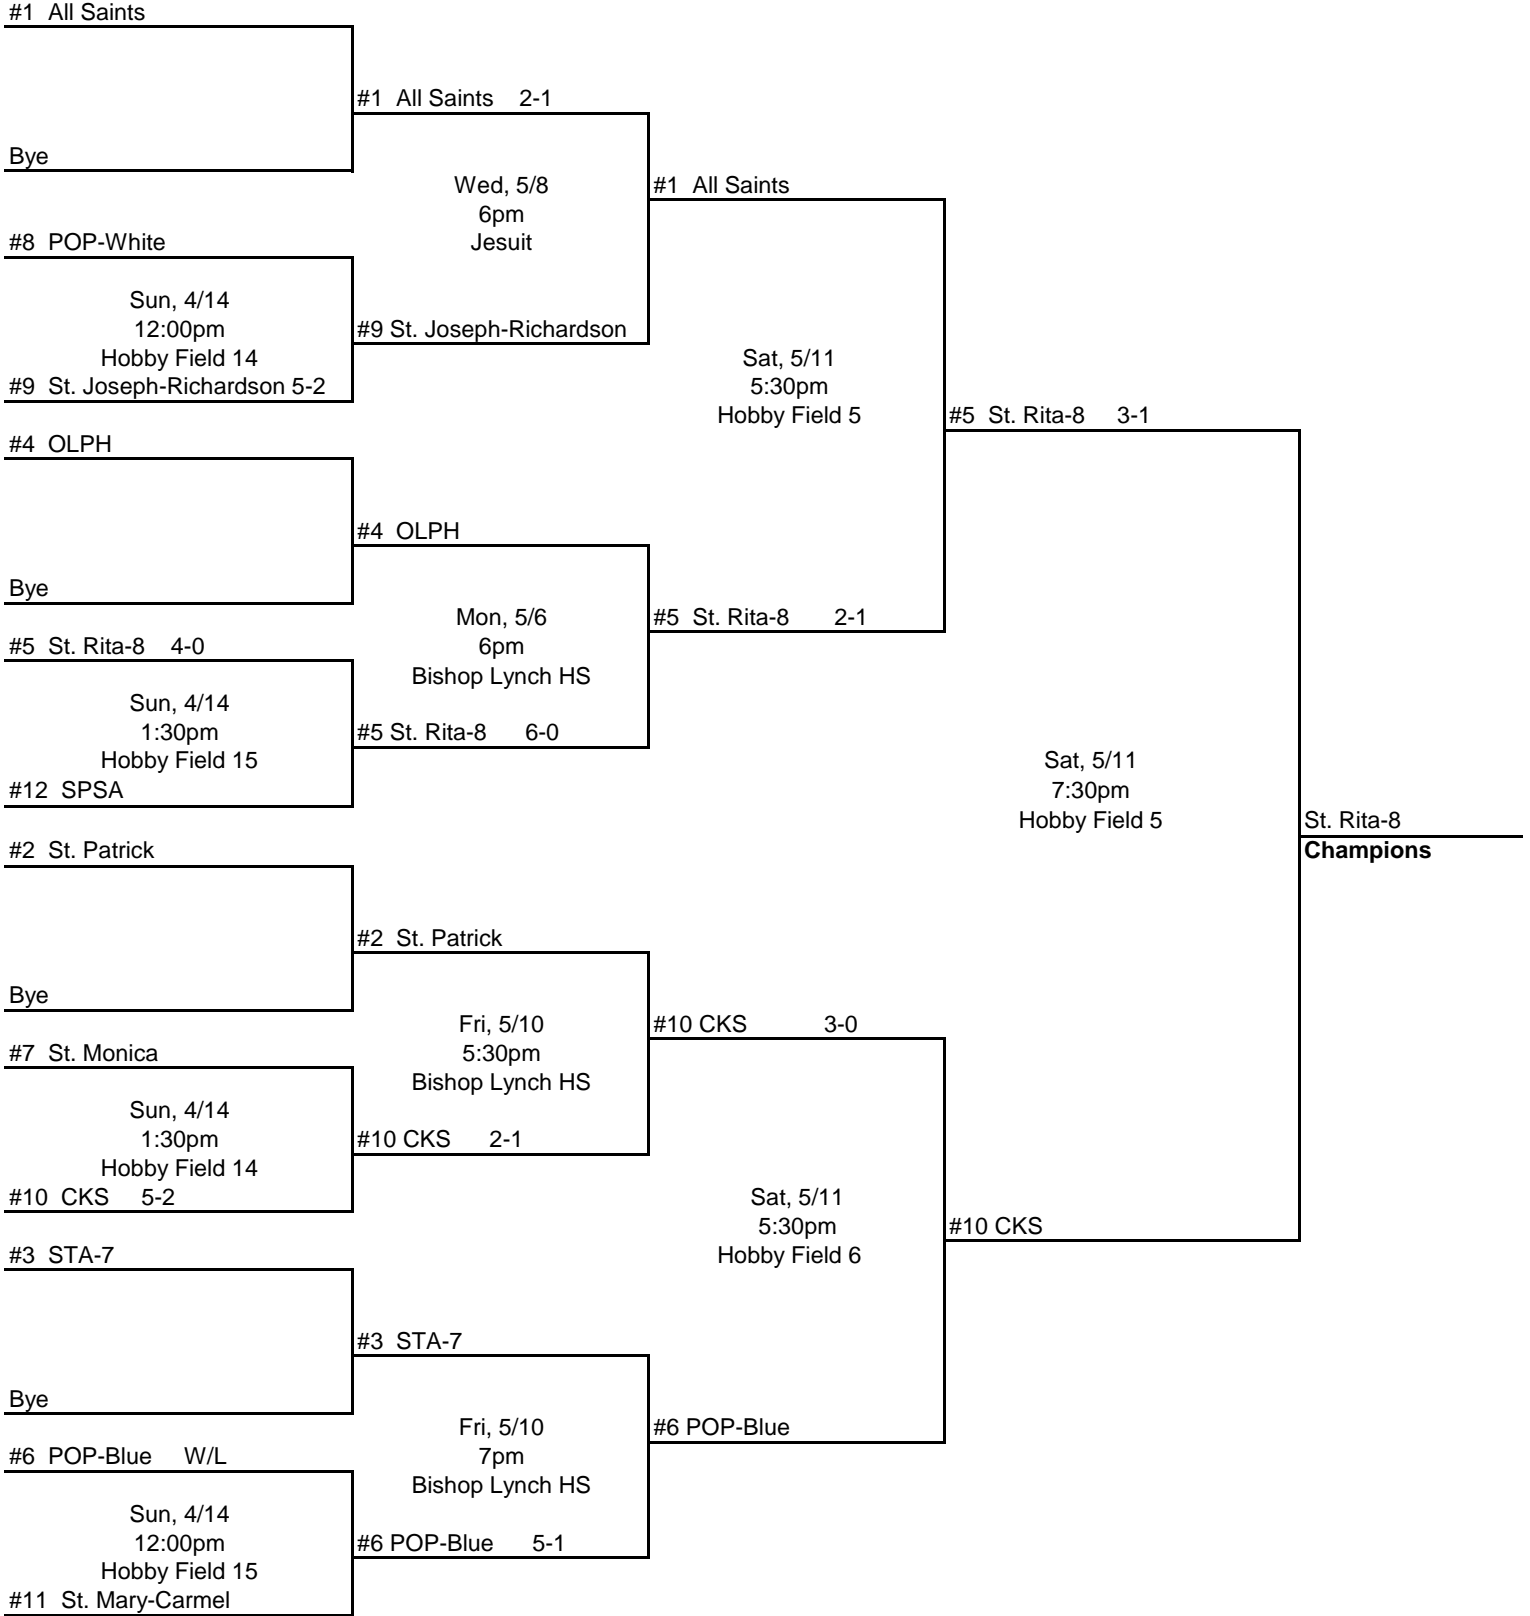 #1 All Saints
#1 All Saints 2-1
Bye
Wed, 5/8
6pm
Jesuit
#1 All Saints
#8 POP-White
Sun, 4/14
12:00pm
Hobby Field 14
#9 St. Joseph-Richardson
#9 St. Joseph-Richardson 5-2
Sat, 5/11
5:30pm
Hobby Field 5
#5 St. Rita-8 3-1
#4 OLPH
#4 OLPH
Bye
Mon, 5/6
6pm
Bishop Lynch HS
#5 St. Rita-8 2-1
#5 St. Rita-8 4-0
Sun, 4/14
1:30pm
Hobby Field 15
#5 St. Rita-8 6-0
#12 SPSA
Sat, 5/11
7:30pm
Hobby Field 5
St. Rita-8
Champions
#2 St. Patrick
#2 St. Patrick
Bye
Fri, 5/10
5:30pm
Bishop Lynch HS
#10 CKS 3-0
#7 St. Monica
Sun, 4/14
1:30pm
Hobby Field 14
#10 CKS 2-1
#10 CKS 5-2
Sat, 5/11
5:30pm
Hobby Field 6
#10 CKS
#3 STA-7
#3 STA-7
Bye
Fri, 5/10
7pm
Bishop Lynch HS
#6 POP-Blue
#6 POP-Blue W/L
Sun, 4/14
12:00pm
Hobby Field 15
#6 POP-Blue 5-1
#11 St. Mary-Carmel